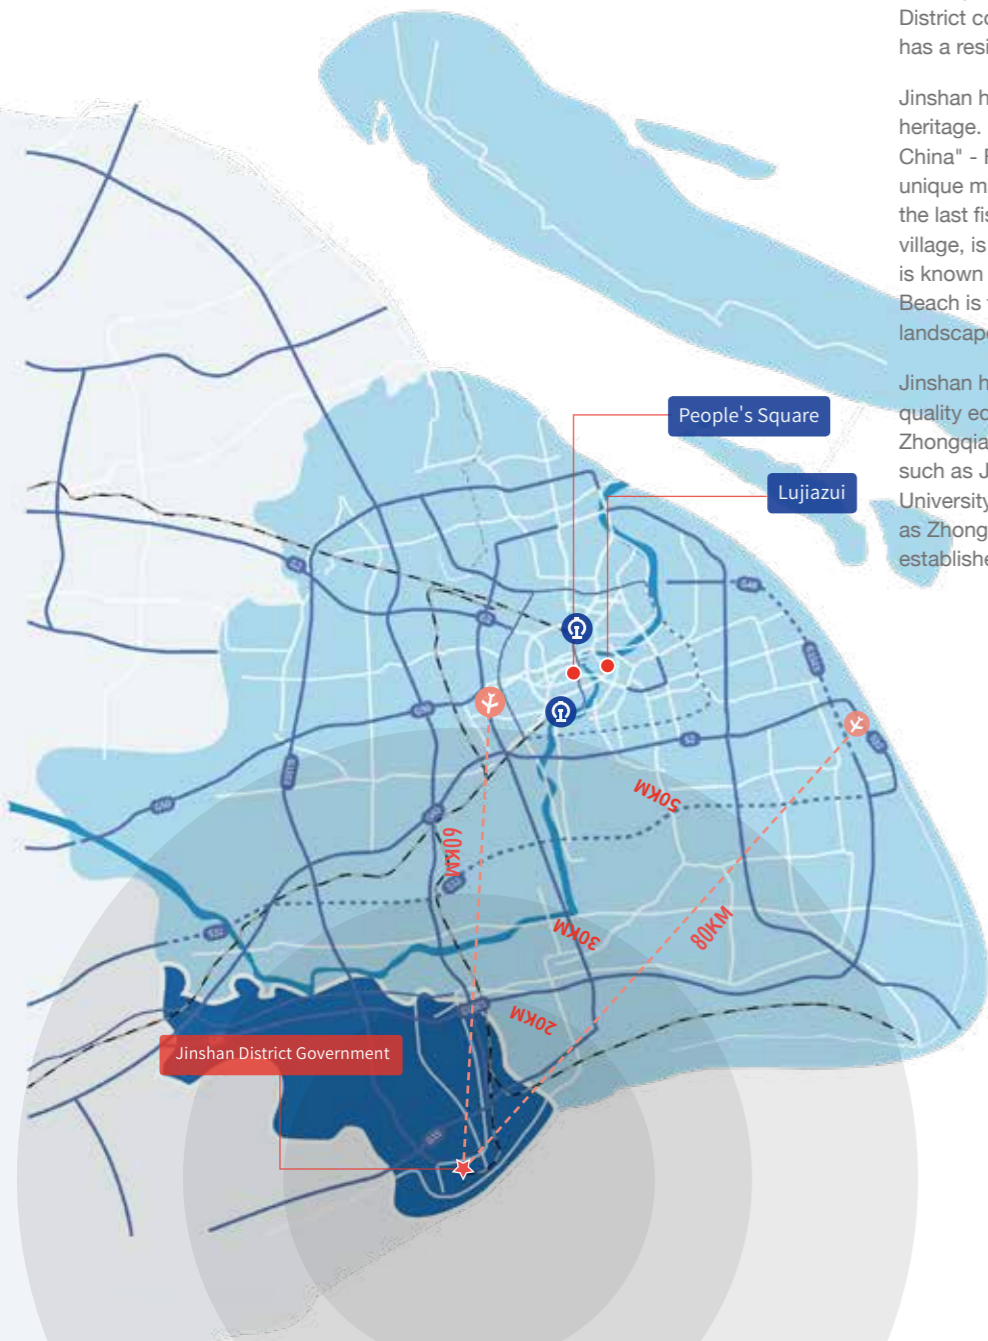 District co
has a resi
Jinshan h
heritage.
China" - F
unique m
the last fis
village, is
is known
Beach is
landscape
Jinshan h
quality ed
Zhongqia
such as J
University
as Zhong
establishe
People's Square
Lujiazui
50KM
60KM
80KM
30KM
20KM
Jinshan District Government